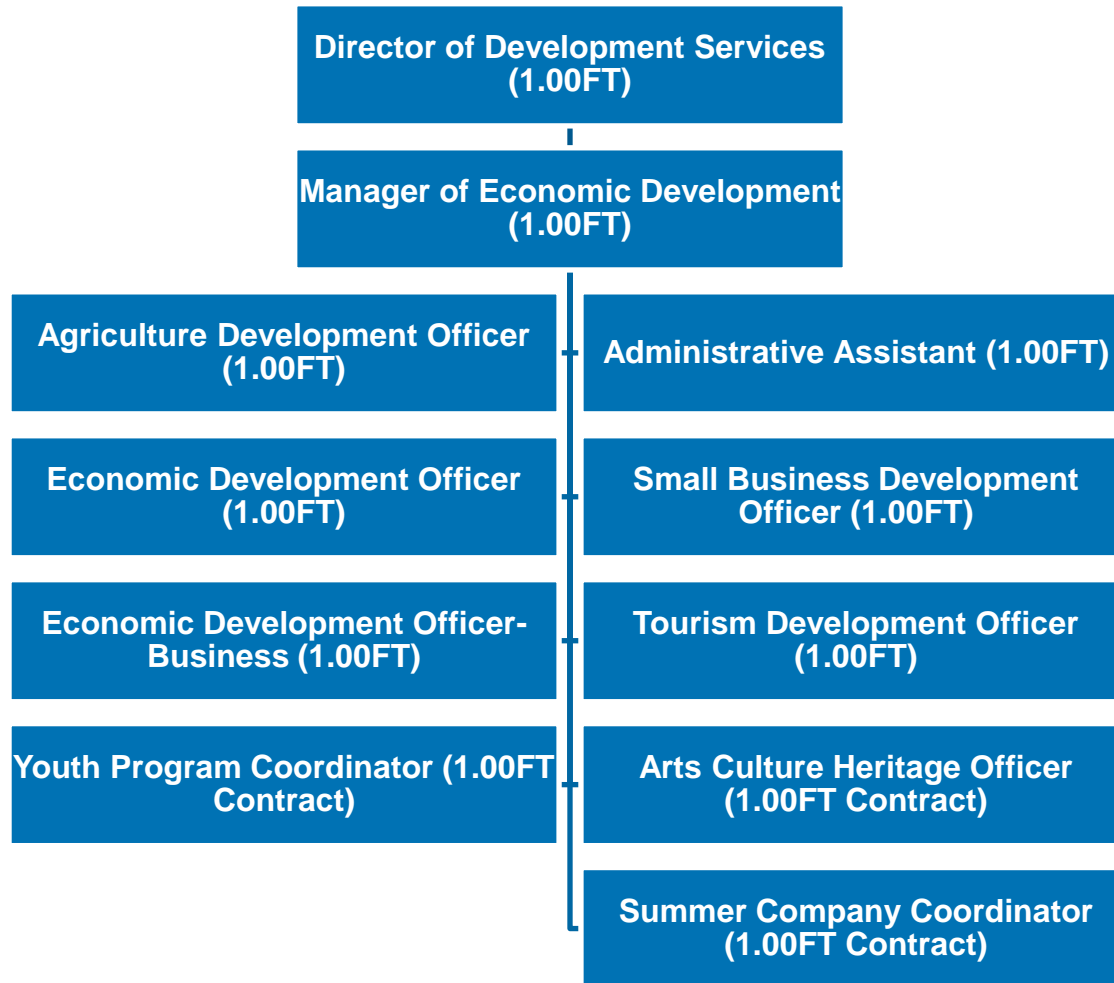 Director of Development Services
(1.00FT)
Manager of Economic Development
(1.00FT)
Agriculture Development Officer
(1.00FT)
Administrative Assistant (1.00FT)
Economic Development Officer
(1.00FT)
Small Business Development
Officer (1.00FT)
Economic Development Officer-
Business (1.00FT)
Tourism Development Officer
(1.00FT)
Youth Program Coordinator (1.00FT
Contract)
Arts Culture Heritage Officer
(1.00FT Contract)
Summer Company Coordinator
(1.00FT Contract)